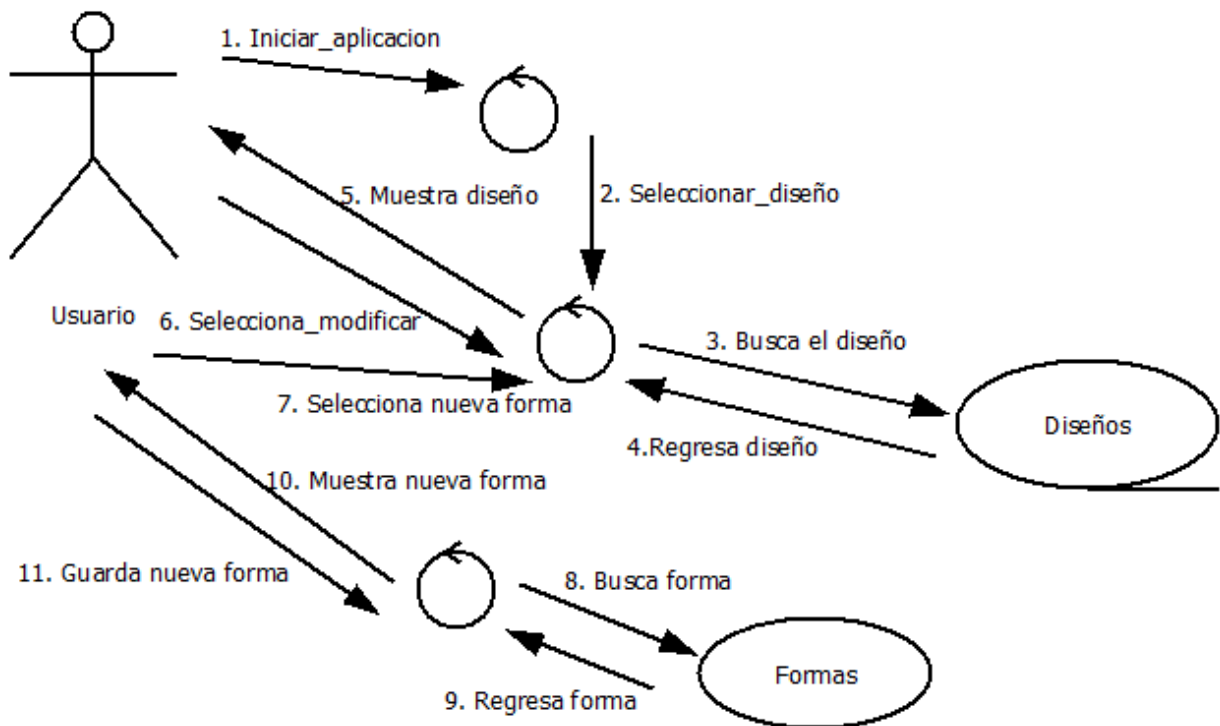 1. Iniciar_aplicacion
5. Muestra diseño
2. Seleccionar_diseño
Usuario
6. Selecciona_modificar
3. Busca el diseño
7. Selecciona nueva forma
Diseños
4.Regresa diseño
10. Muestra nueva forma
11. Guarda nueva forma
8. Busca forma
Formas
9. Regresa forma